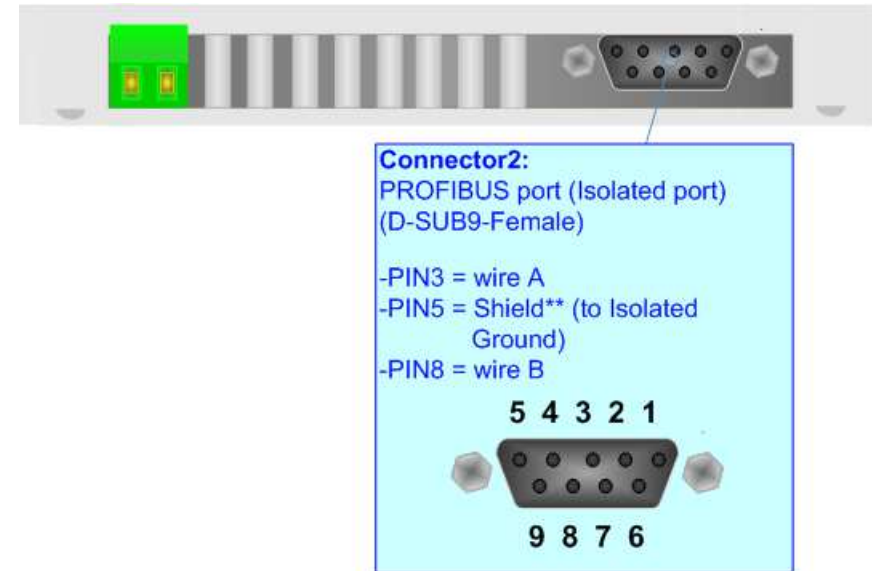 Connector2:
PROFIBUS port (Isolated port)
(D-SUB9-Female)
-PIN3 = wire A
-PIN5 = Shield** (to Isolated
Ground)
-PIN8 = wire B
5 4 3 2 1
9 8 7 6